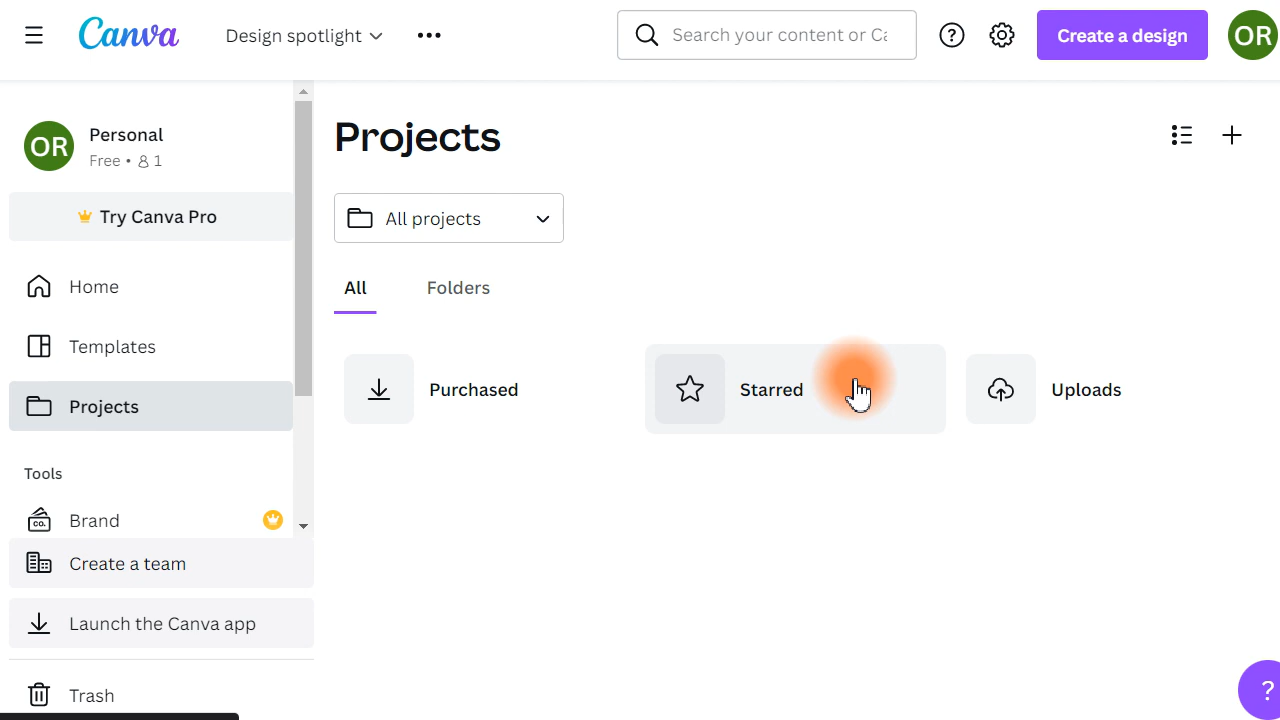 Canva
Design spotlight
Search your content or Ca
Create a design
OR
OR
Personal
Free • 1
Try Canva Pro
Home
Templates
Projects
Tools
CO.
Brand
Create a team
Launch the Canva app
Trash
Projects
All projects
All
Folders
Purchased
Starred
Uploads
?